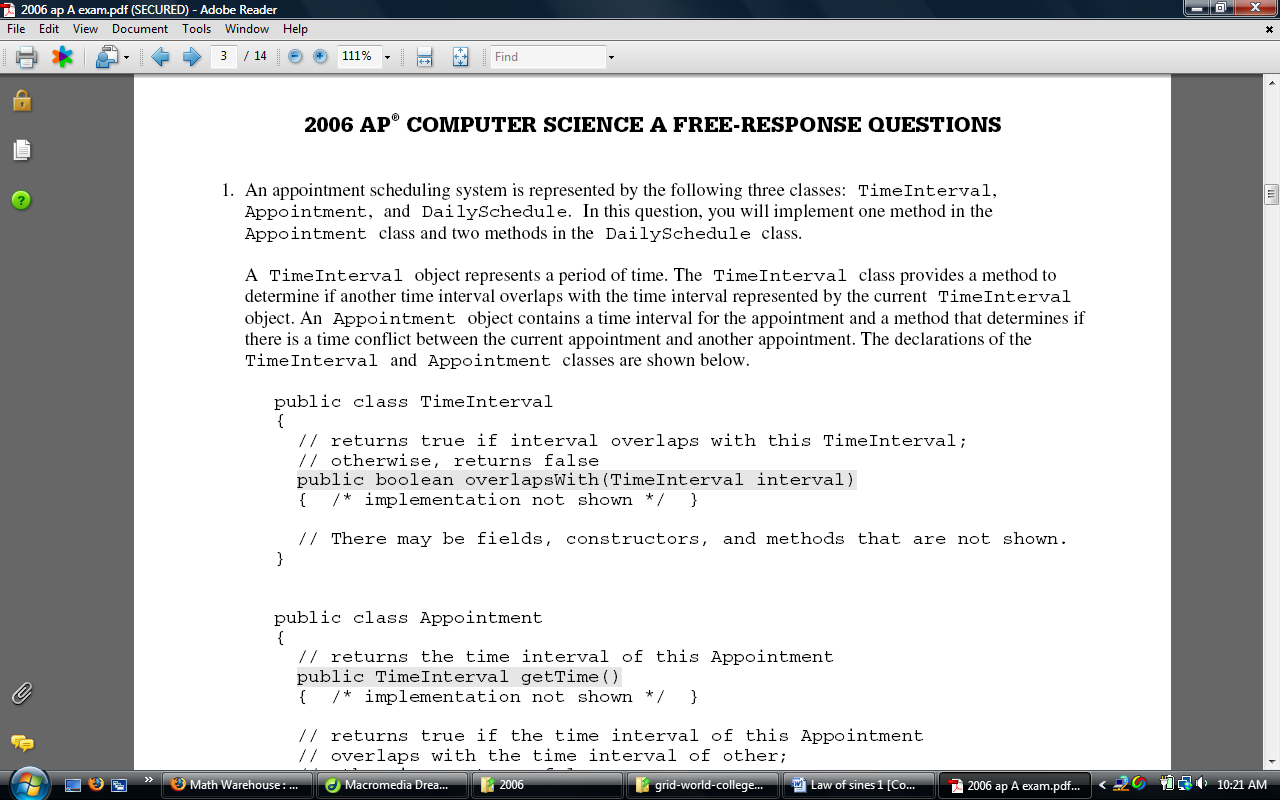 2006 ap A exam.pdf (SECURED) - Adobe Reader
File Edit View Document Tools Window Help
3 / 14 111% Find
2006 AP® COMPUTER SCIENCE A FREE-RESPONSE QUESTIONS
1. An appointment scheduling system is represented by the following three classes: TimeInterval,
Appointment, and DailySchedule. In this question, you will implement one method in the
Appointment class and two methods in the DailySchedule class.
A TimeInterval object represents a period of time. The TimeInterval class provides a method to
determine if another time interval overlaps with the time interval represented by the current TimeInterval
object. An Appointment object contains a time interval for the appointment and a method that determines if
there is a time conflict between the current appointment and another appointment. The declarations of the
TimeInterval and Appointment classes are shown below.
public class TimeInterval
{
// returns true if interval overlaps with this TimeInterval;
// otherwise, returns false
public boolean overlapsWith(TimeInterval interval)
{ /* implementation not shown */ }
// There may be fields, constructors, and methods that are not shown.
}
public class Appointment
{
// returns the time interval of this Appointment
public TimeInterval getTime()
{ /* implementation not shown */ }
// returns true if the time interval of this Appointment
// overlaps with the time interval of other;
Math Warehouse : ... Macromedia Drea... 2006 grid-world-college... Law of sines 1 [Co... 2006 ap A exam.pdf... 10:21 AM